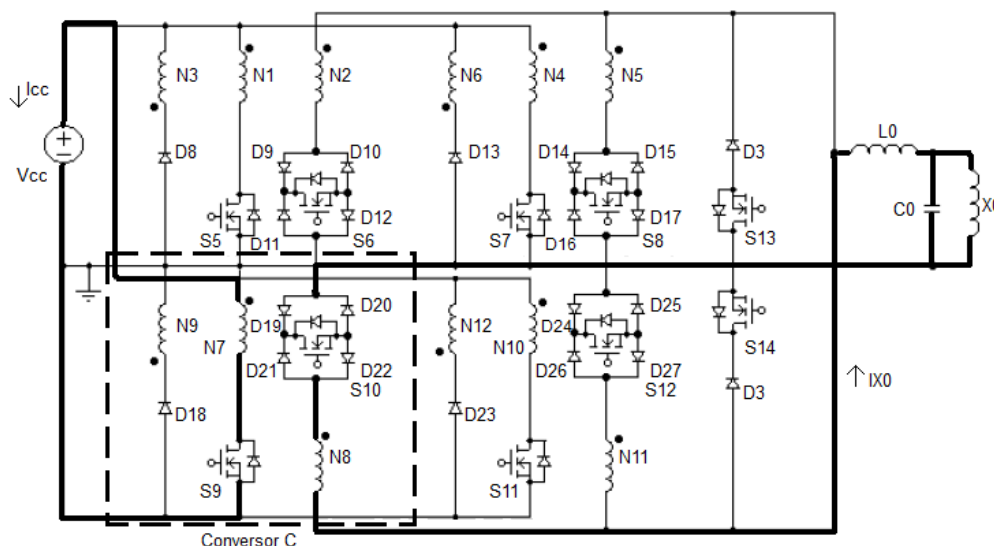 Icc
Vcc
N3
N1
N2
N6
N4
N5
D8
D9
D10
D13
D14
D15
D3
L0
C0
D11
D12
S5
S6
S7
D16
D17
S8
S13
N9
D19
N7
D20
D21
D22
S10
N12
D24
N10
D25
D26
D27
S12
S14
D18
D23
D3
IX0
S9
N8
S11
N11
Conversor C